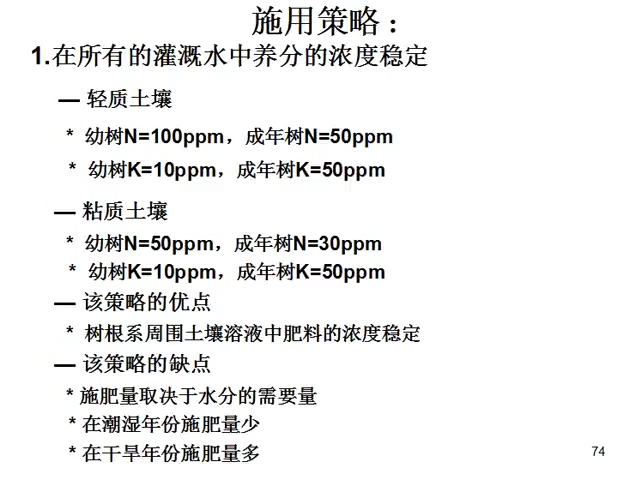 施用策略：
1.在所有的灌溉水中养分的浓度稳定
— 轻质土壤
* 幼树N=100ppm，成年树N=50ppm
* 幼树K=10ppm，成年树K=50ppm
— 粘质土壤
* 幼树N=50ppm，成年树N=30ppm
* 幼树K=10ppm，成年树K=50ppm
— 该策略的优点
* 树根系周围土壤溶液中肥料的浓度稳定
— 该策略的缺点
* 施肥量取决于水分的需要量
* 在潮湿年份施肥量少
* 在干旱年份施肥量多
74